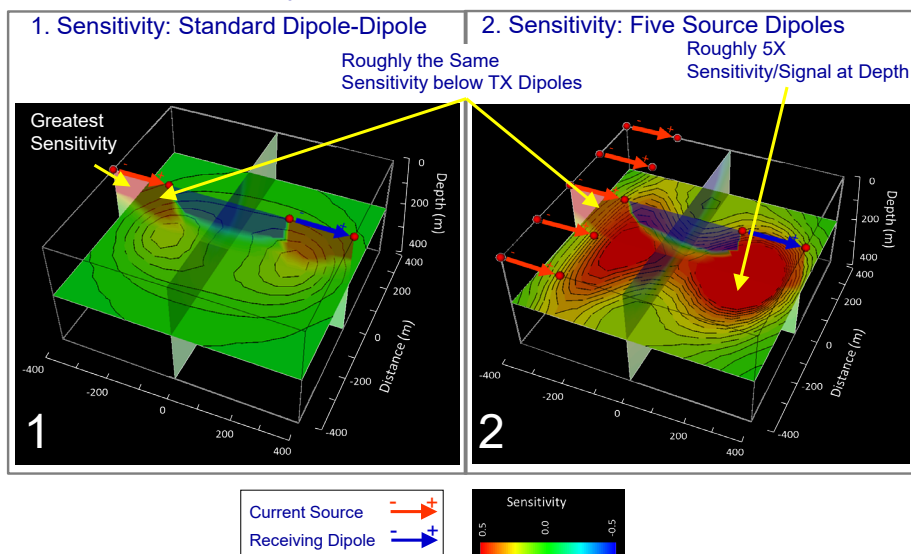 1. Sensitivity: Standard Dipole-Dipole
2. Sensitivity: Five Source Dipoles
Roughly the Same
Sensitivity below TX Dipoles
Roughly 5X
Sensitivity/Signal at Depth
Greatest
Sensitivity
- +
- +
0
200
400
Depth (m)
400
200
0
-200
-400
Distance (m)
-400
-200
0
200
400
1
- +
- +
- +
- +
- +
- +
0
200
400
Depth (m)
400
200
0
-200
-400
Distance (m)
-400
-200
0
200
400
2
Current Source - +
Receiving Dipole - +
Sensitivity
0.5 0.0 -0.5